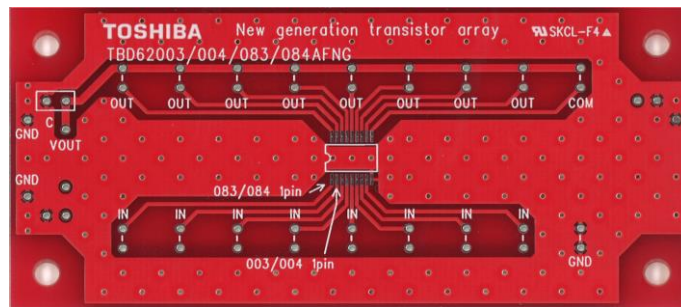 TOSHIBA New generation transistor array SKCL-F4
TBD62003/004/083/084AFNG
OUT OUT OUT OUT OUT OUT OUT OUT COM
GND C
VOUT
GND
083/084 1pin
IN IN IN IN IN IN IN IN
003/004 1pin
GND